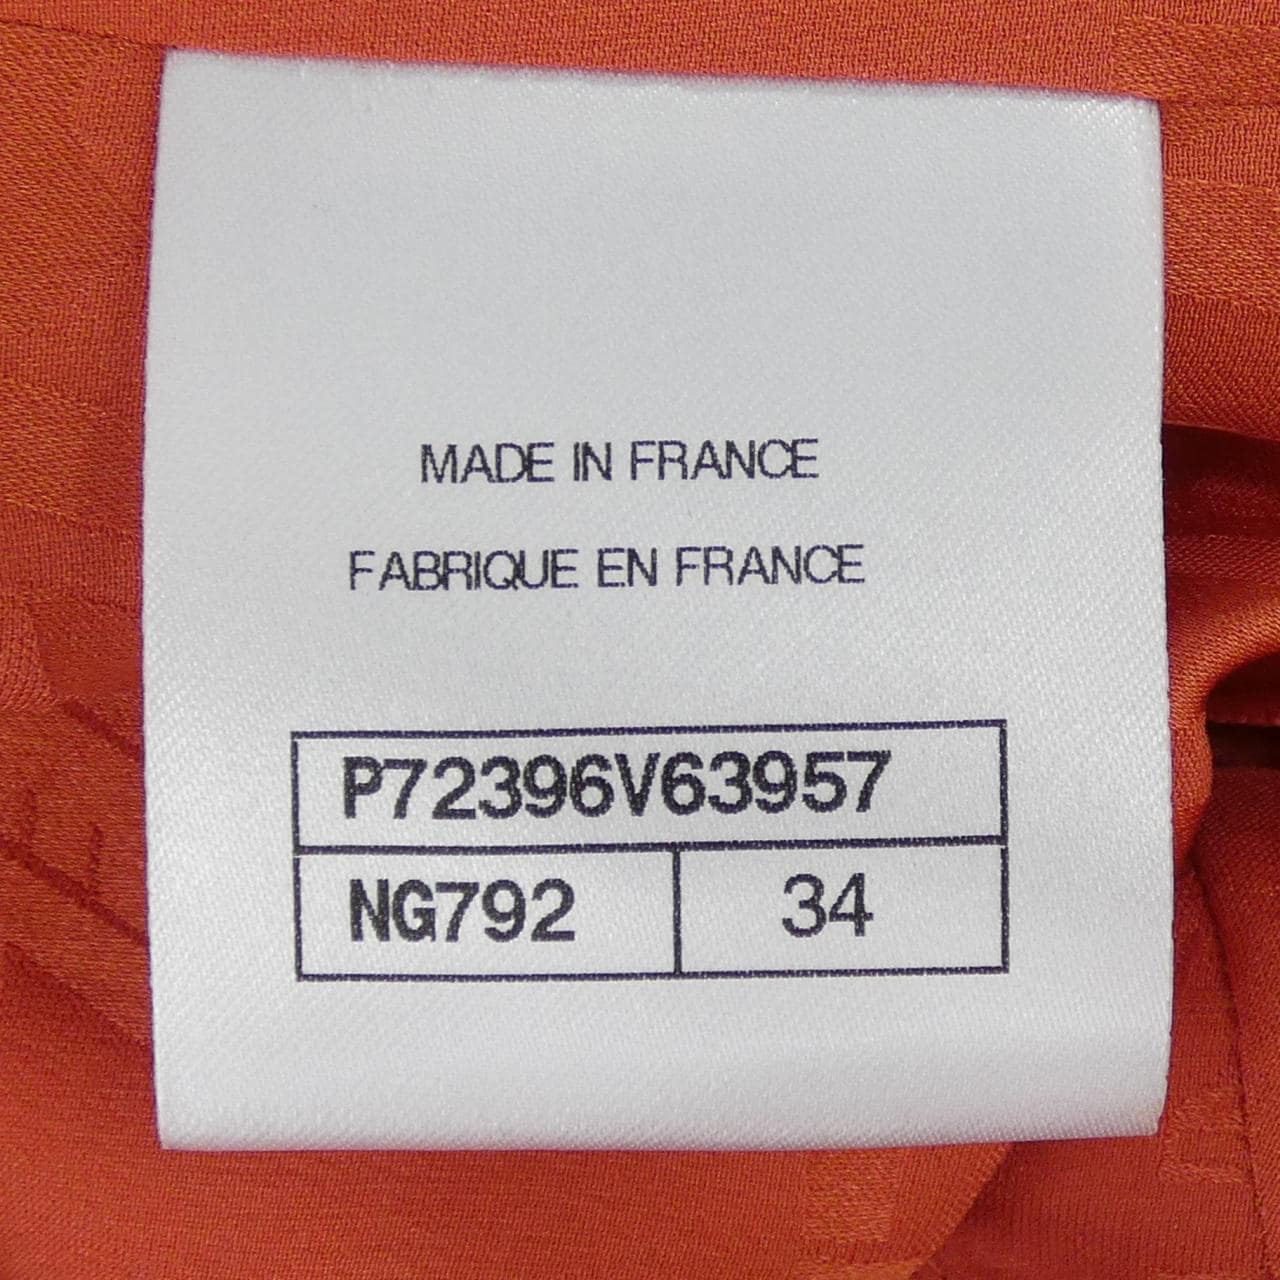 MADE IN FRANCE
FABRIQUE EN FRANCE
P72396V63957
NG792 34